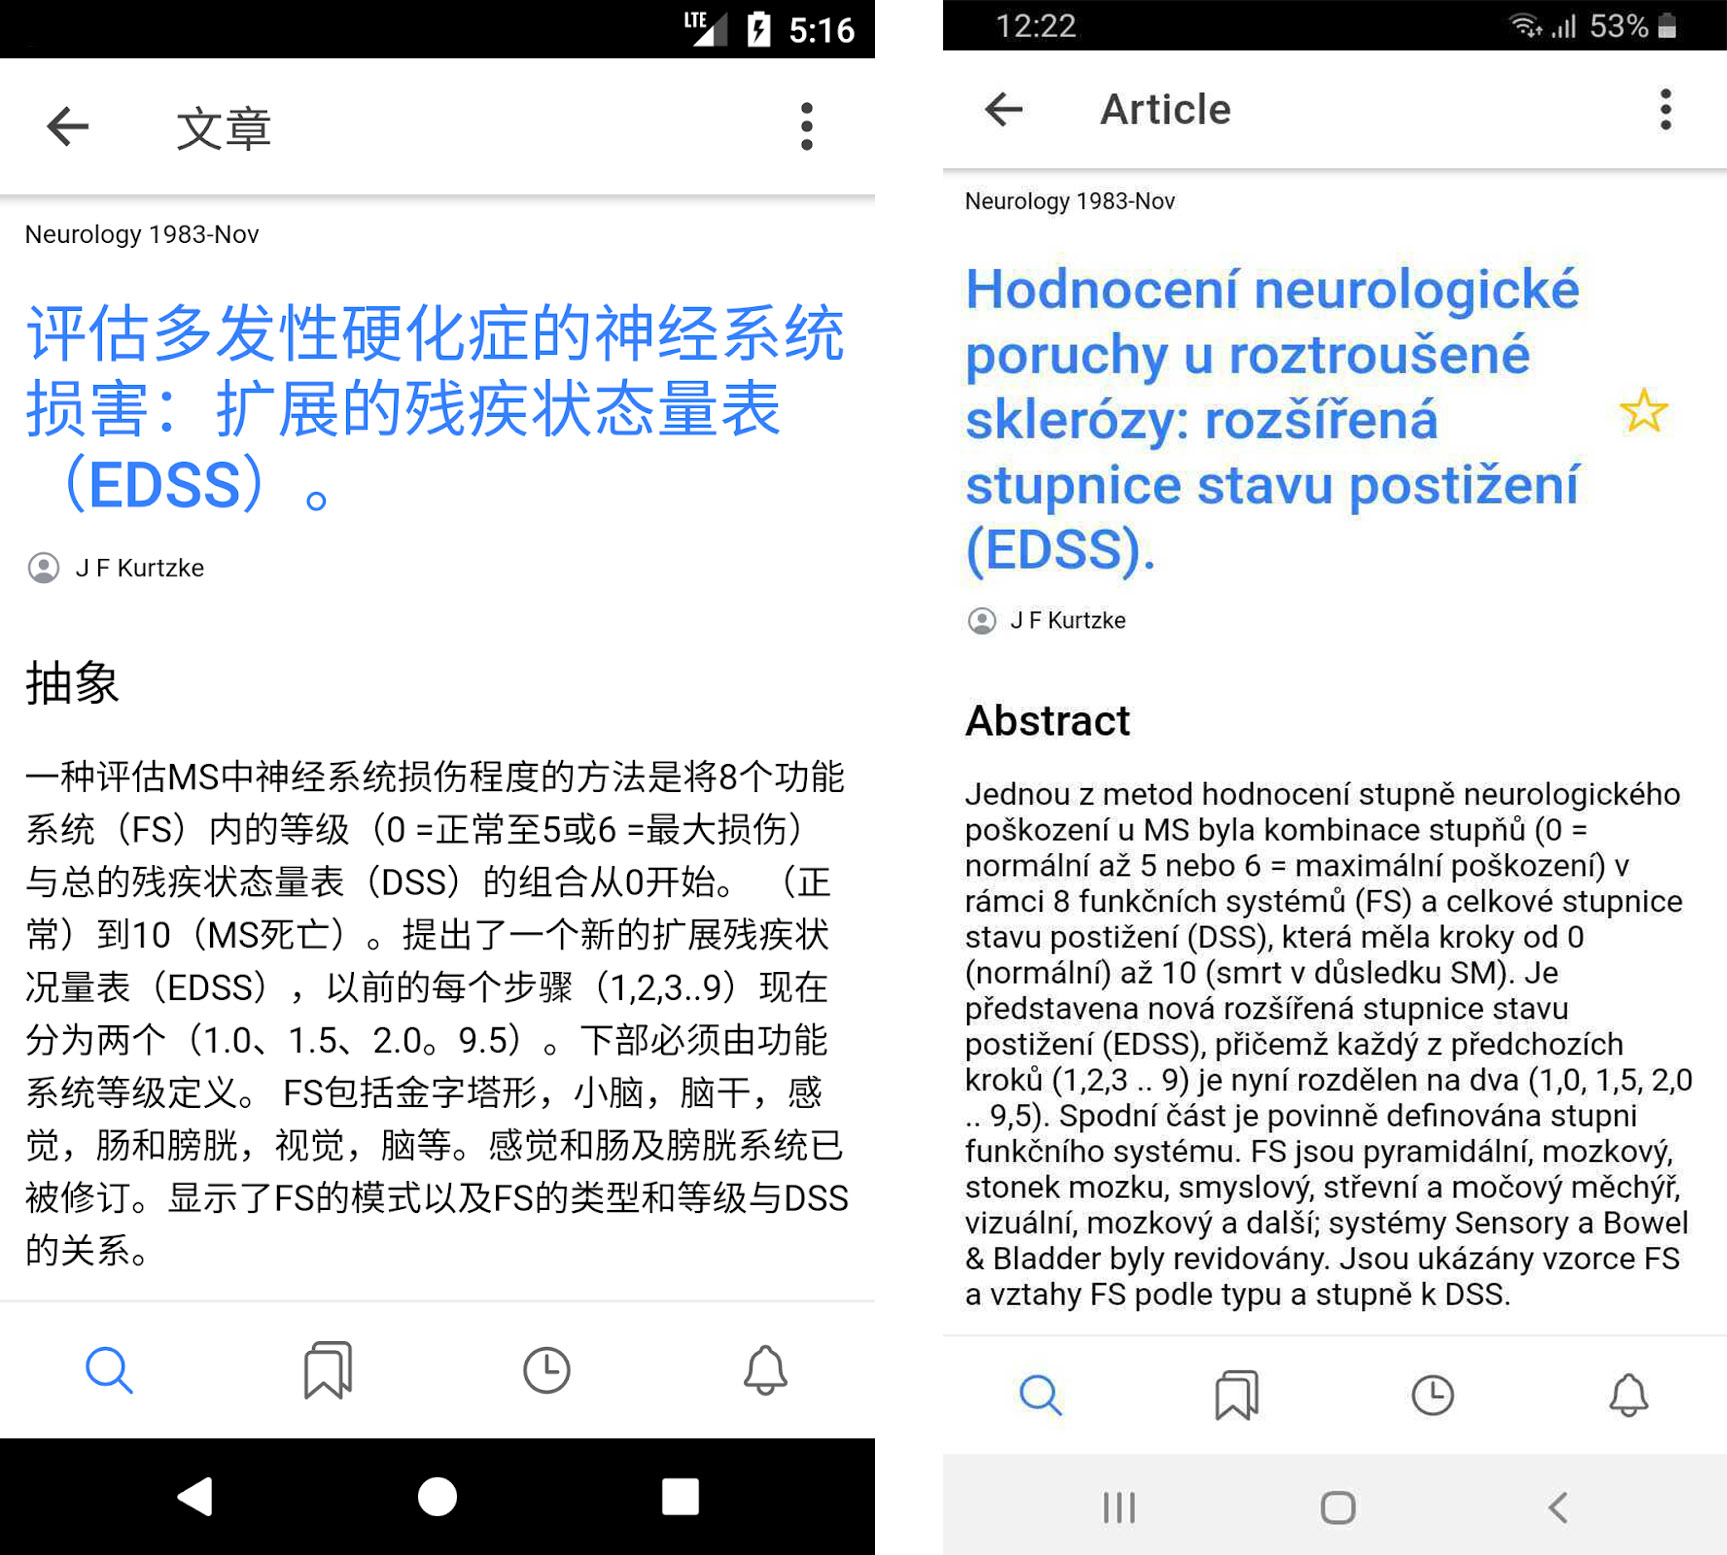 LTE 5:16
文章
Neurology 1983-Nov
评估多发性硬化症的神经系统
损害：扩展的残疾状态量表
（EDSS）。
J F Kurtzke
抽象
一种评估MS中神经系统损伤程度的方法是将8个功能
系统（FS）内的等级（0 =正常至5或6 =最大损伤）
与总的残疾状态量表（DSS）的组合从0开始。 （正
常）到10（MS死亡）。提出了一个新的扩展残疾状
况量表（EDSS），以前的每个步骤（1,2,3..9）现在
分为两个（1.0、1.5、2.0。9.5）。下部必须由功能
系统等级定义。 FS包括金字塔形，小脑，脑干，感
觉，肠和膀胱，视觉，脑等。感觉和肠及膀胱系统已
被修订。显示了FS的模式以及FS的类型和等级与DSS
的关系。
12:22 53%
Article
Neurology 1983-Nov
Hodnocení neurologické
poruchy u roztroušené
sklerózy: rozšířená
stupnice stavu postižení
(EDSS).
J F Kurtzke
Abstract
Jednou z metod hodnocení stupně neurologického
poškození u MS byla kombinace stupňů (0 =
normální až 5 nebo 6 = maximální poškození) v
rámci 8 funkčních systémů (FS) a celkové stupnice
stavu postižení (DSS), která měla kroky od 0
(normální) až 10 (smrt v důsledku SM). Je
představena nová rozšířená stupnice stavu
postižení (EDSS), přičemž každý z předchozích
kroků (1,2,3 .. 9) je nyní rozdělen na dva (1,0, 1,5, 2,0
.. 9,5). Spodní část je povinně definována stupni
funkčního systému. FS jsou pyramidální, mozkový,
stonek mozku, smyslový, střevní a močový měchýř,
vizuální, mozkový a další; systémy Sensory a Bowel
& Bladder byly revidovány. Jsou ukázány vzorce FS
a vztahy FS podle typu a stupně k DSS.